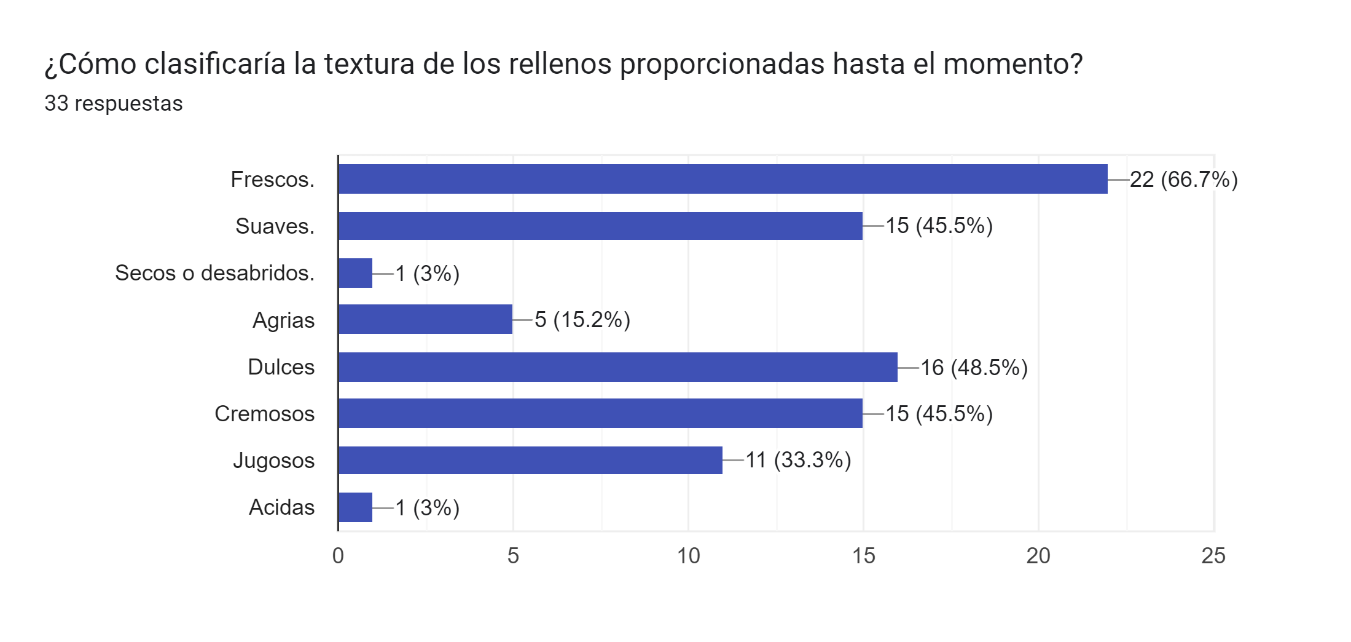 ¿Cómo clasificaría la textura de los rellenos proporcionadas hasta el momento?
33 respuestas
Frescos. 22 (66.7%)
Suaves. 15 (45.5%)
Secos o desabridos. 1 (3%)
Agrias 5 (15.2%)
Dulces 16 (48.5%)
Cremosos 15 (45.5%)
Jugosos 11 (33.3%)
Acidas 1 (3%)
0 5 10 15 20 25